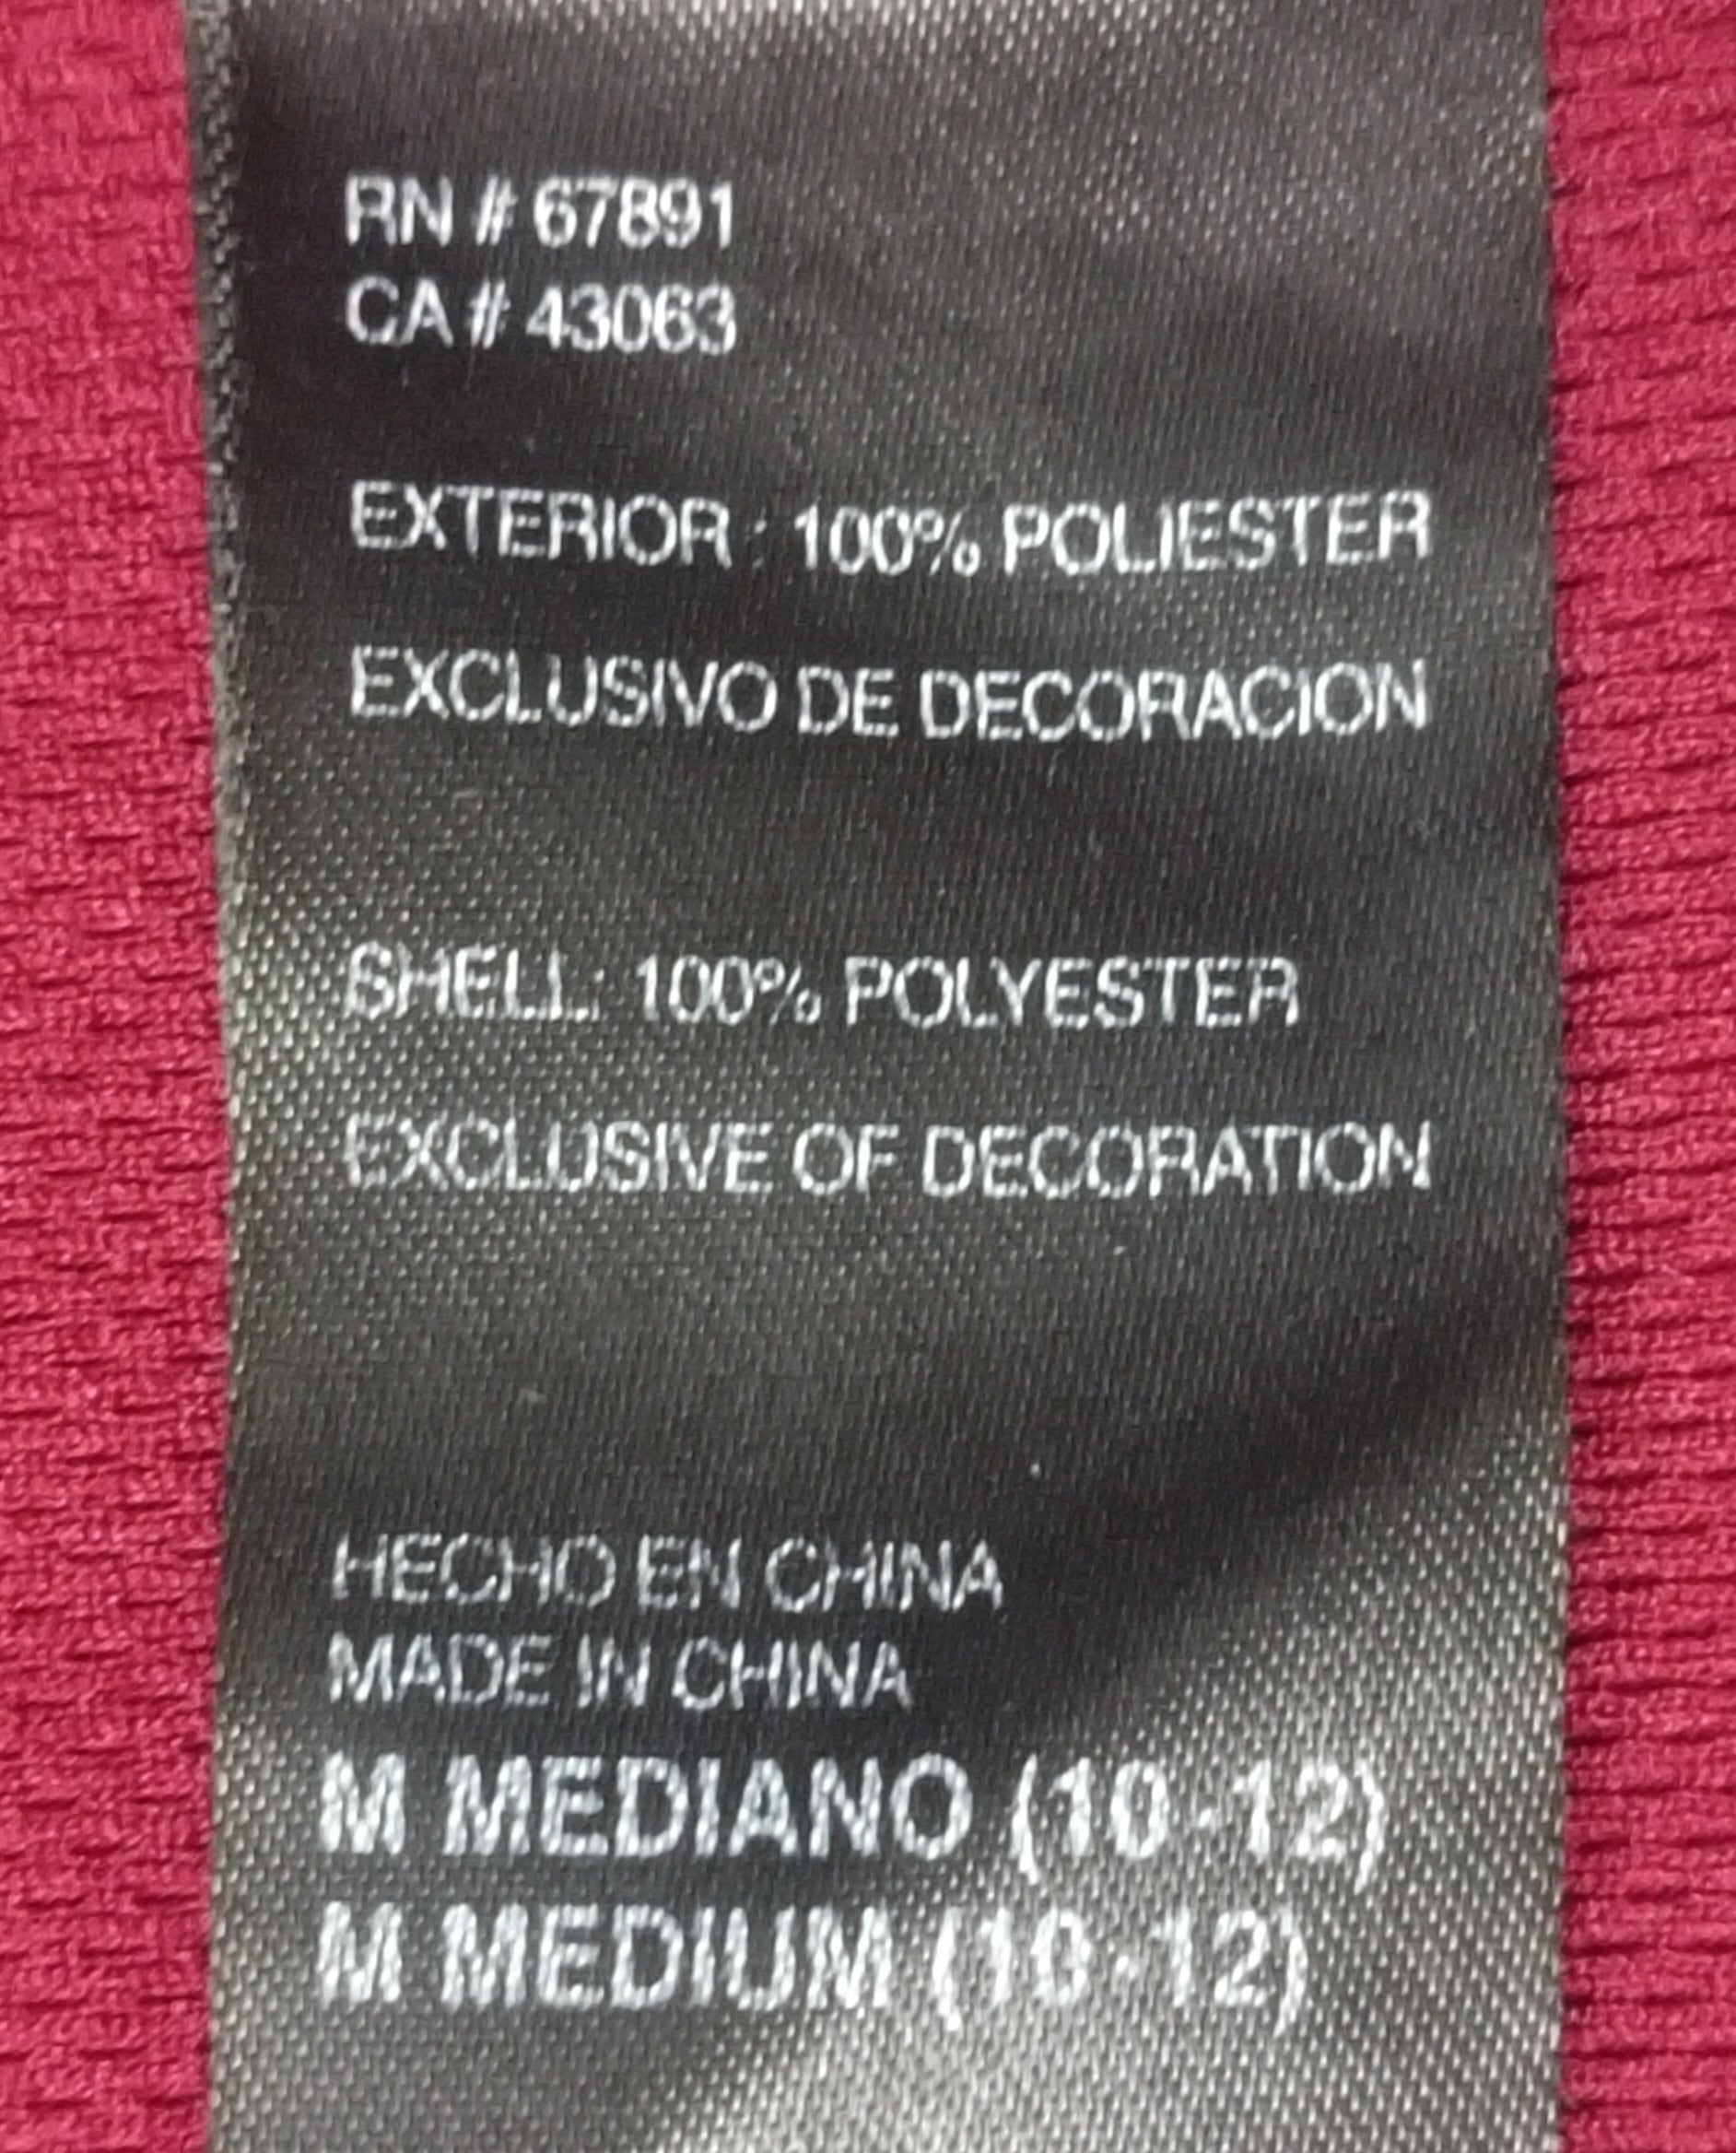 RN # 67891
CA # 43063
EXTERIOR : 100% POLIESTER
EXCLUSIVO DE DECORACION
SHELL: 100% POLYESTER
EXCLUSIVE OF DECORATION
HECHO EN CHINA
MADE IN CHINA
M MEDIANO (10-12)
M MEDIUM (10-12)